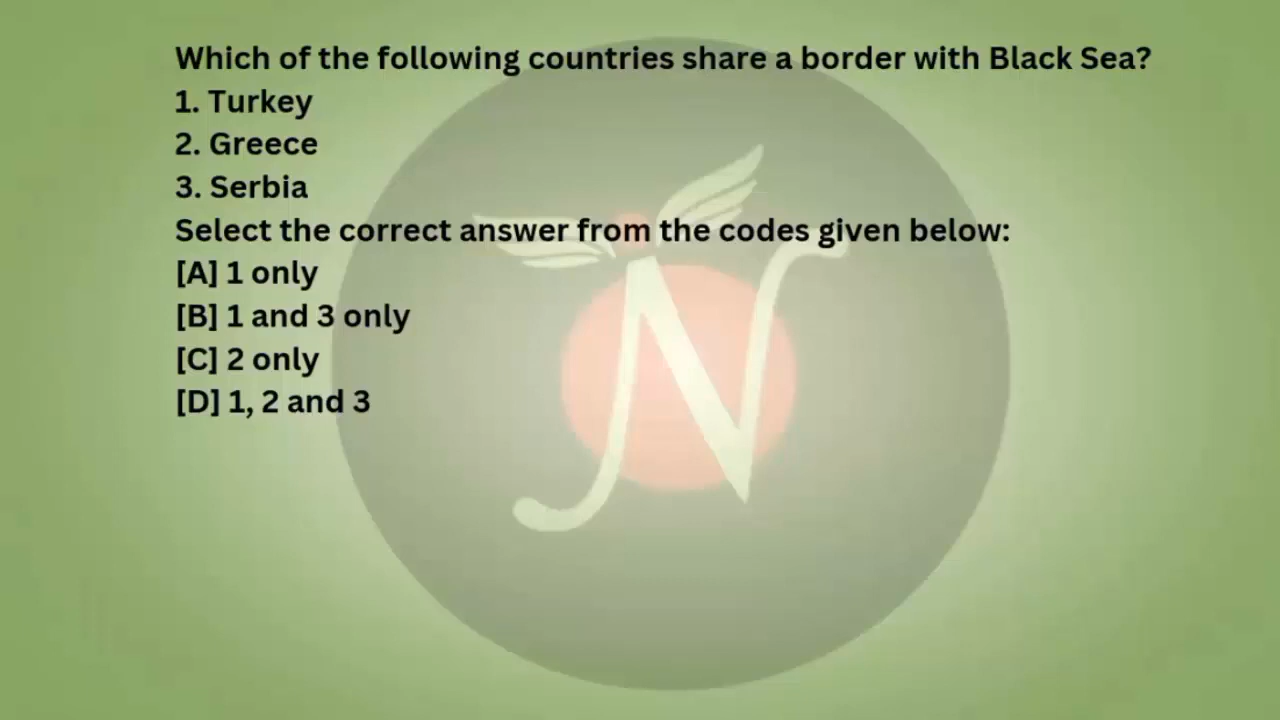 Which of the following countries share a border with Black Sea?
1. Turkey
2. Greece
3. Serbia
Select the correct answer from the codes given below:
[A] 1 only
[B] 1 and 3 only
[C] 2 only
[D] 1, 2 and 3
N